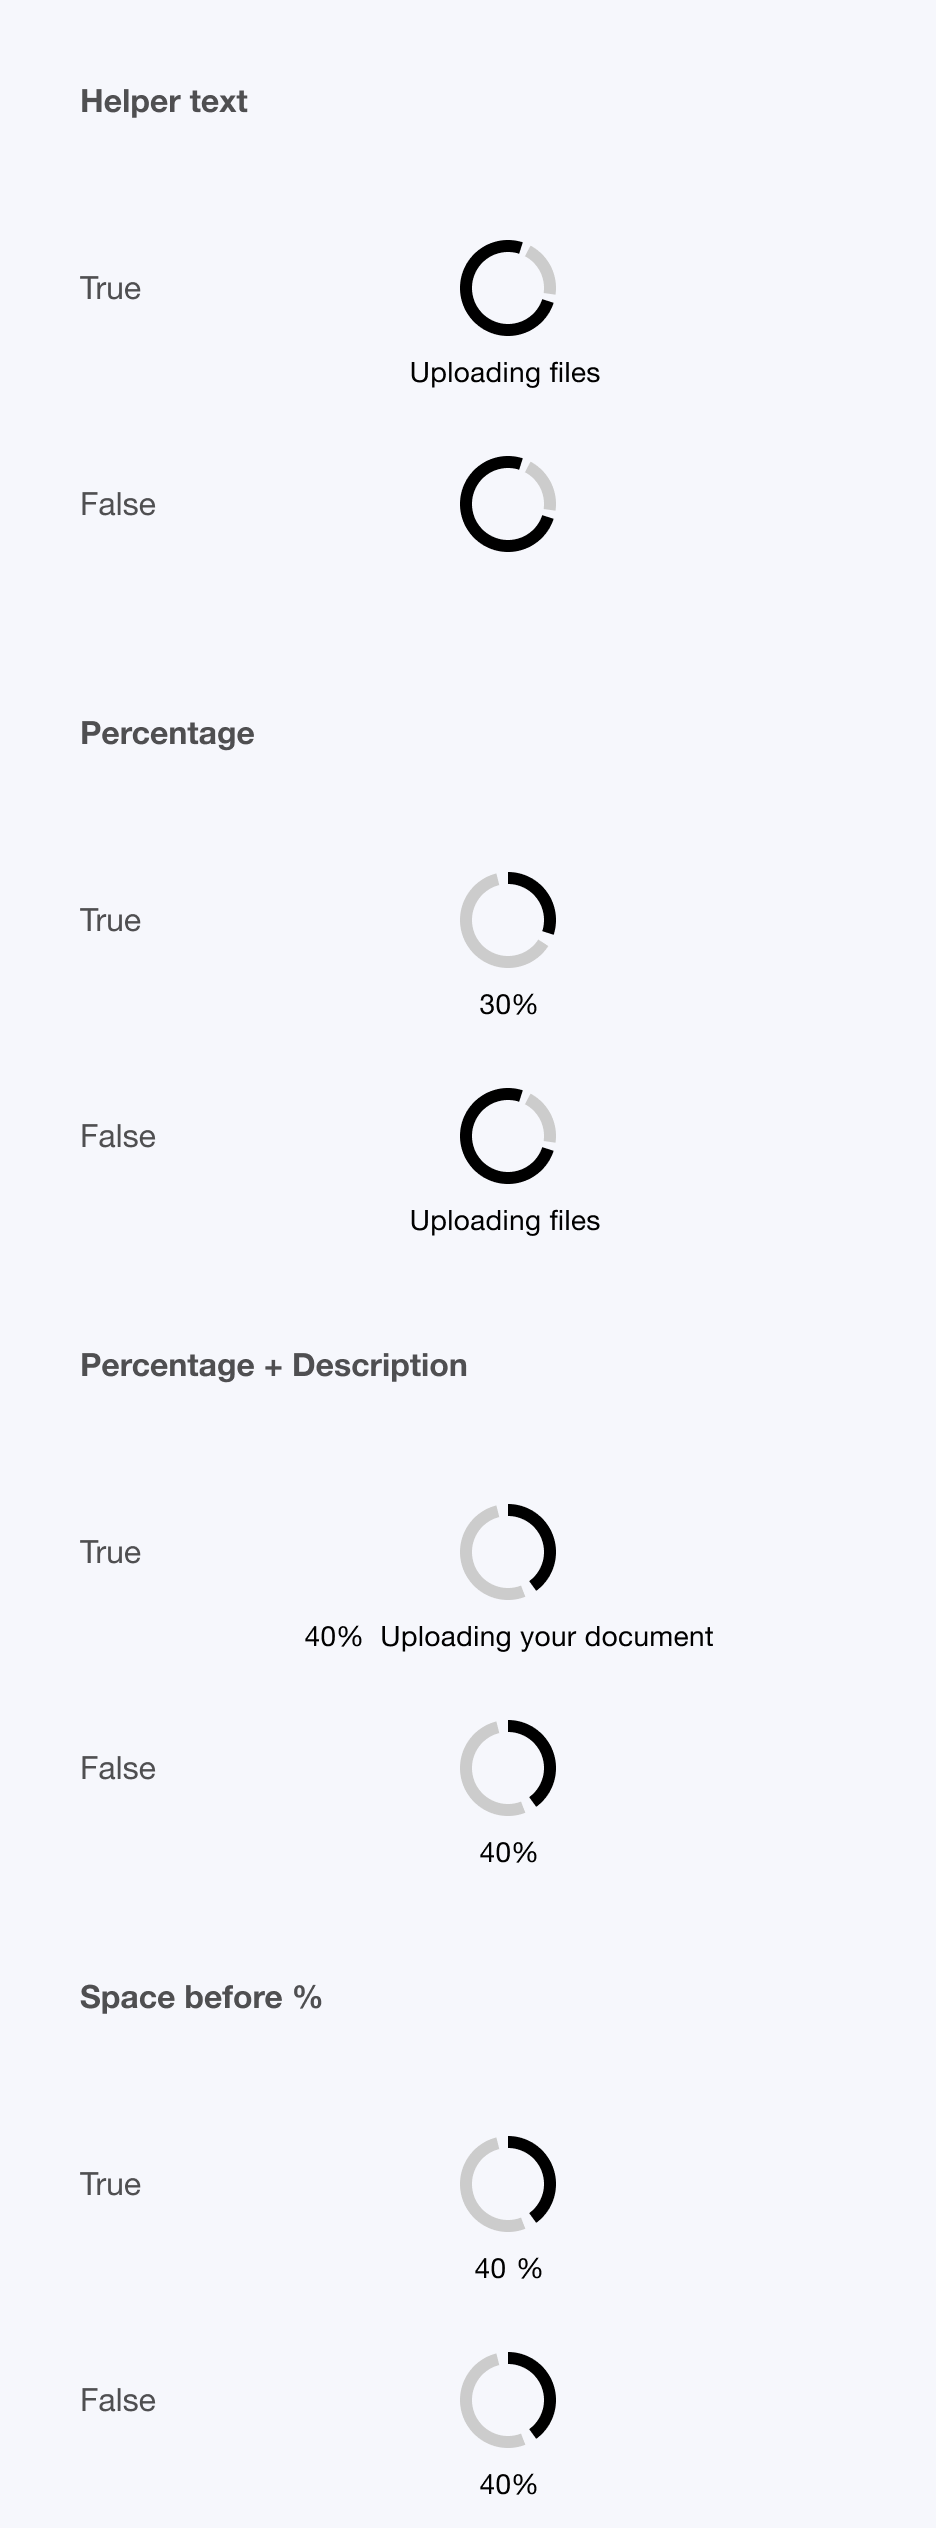 Helper text
True
Uploading files
False
Percentage
True
30%
False
Uploading files
Percentage + Description
True
40%  Uploading your document
False
40%
Space before %
True
40 %
False
40%